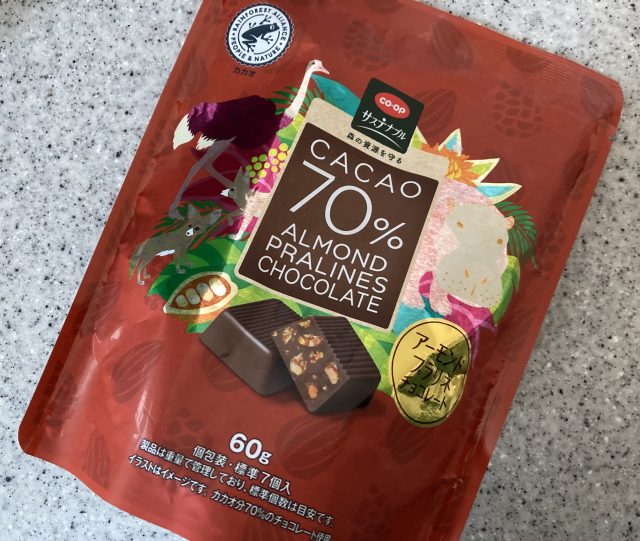 RAINFOREST ALLIANCE
PEOPLE & NATURE
カカオ
CO·OP
サステナブル
森の資源を守る
CACAO
70%
ALMOND
PRALINES
CHOCOLATE
アーモンド
プラリネ
チョコレート
60g
個包装・標準7個入
製品は重量で管理しており、標準個数は目安です。
イラストはイメージです。カカオ分70%のチョコレート使用